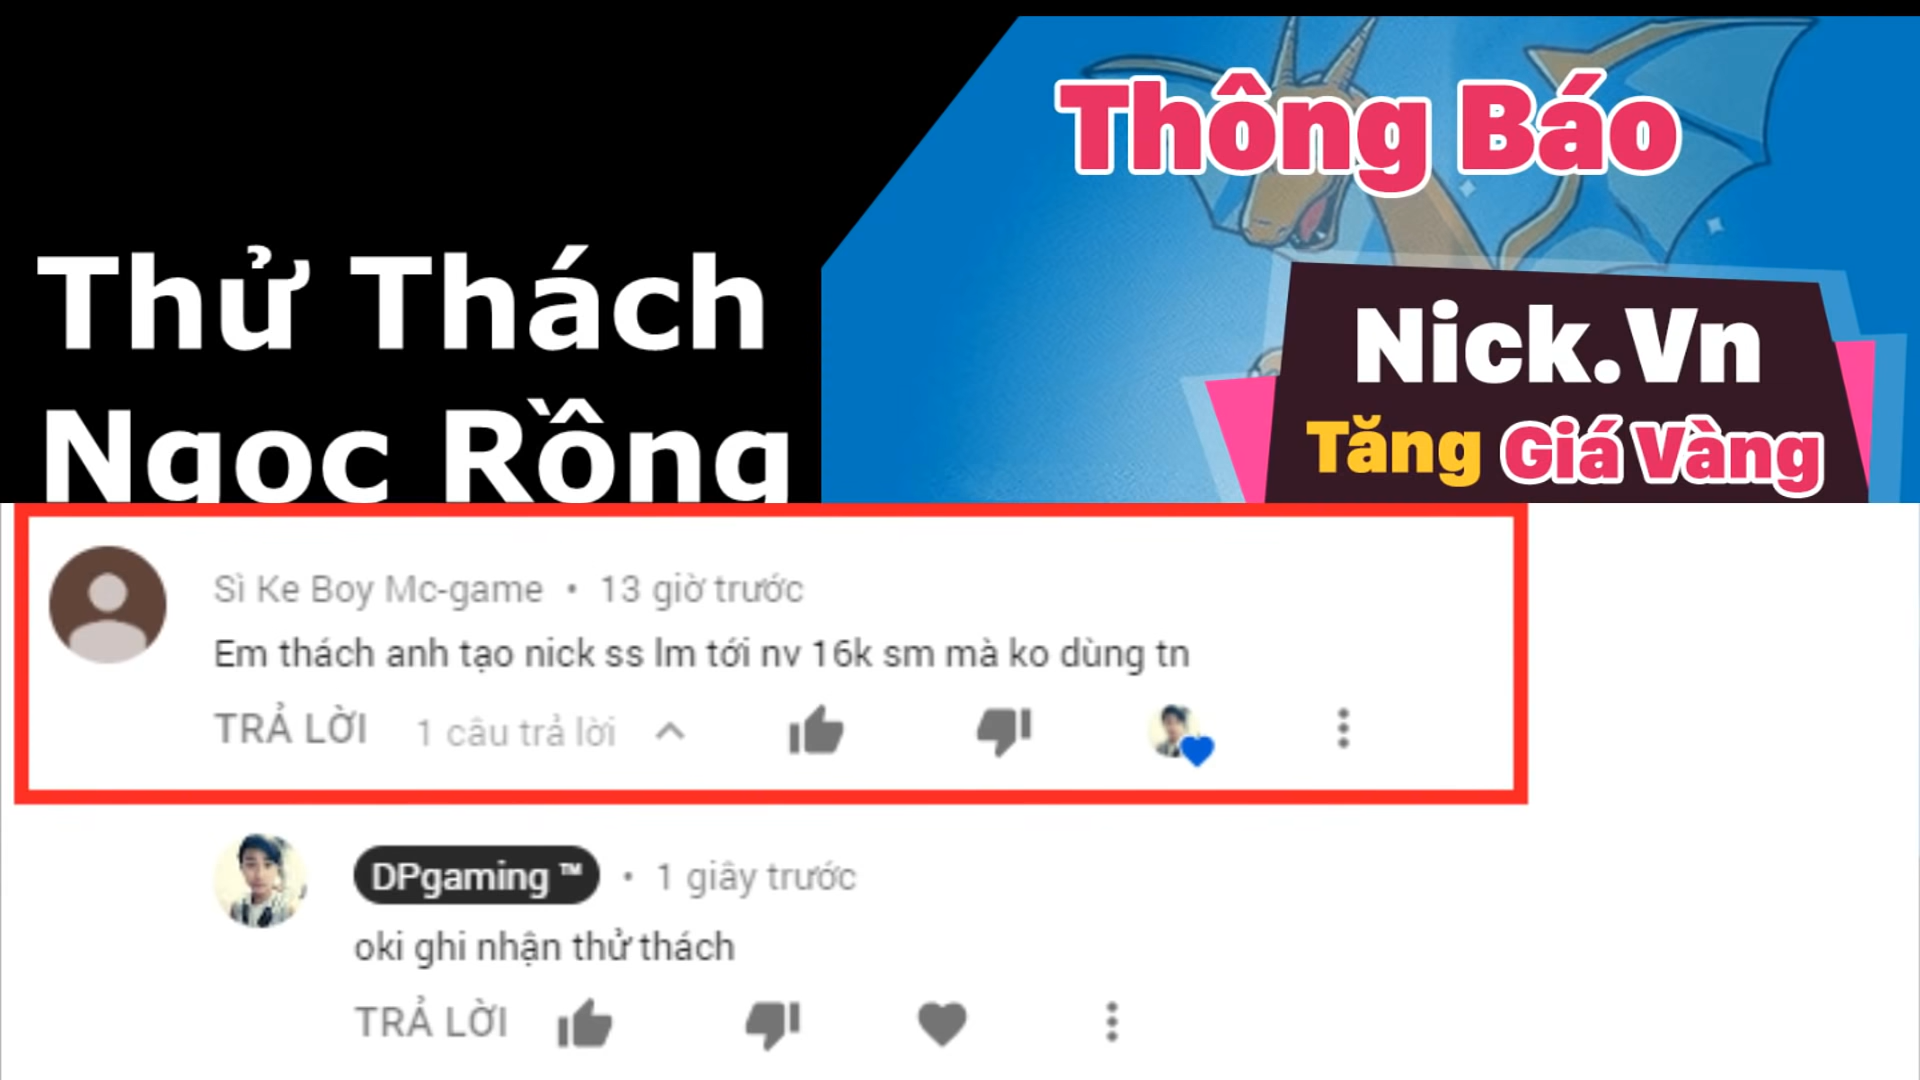 Thử Thách
Ngọc Rồng
Thông Báo
Nick.Vn
Tăng Giá Vàng
Sì Ke Boy Mc-game • 13 giờ trước
Em thách anh tạo nick ss lm tới nv 16k sm mà ko dùng tn
TRẢ LỜI 1 câu trả lời
DPgaming ™ • 1 giây trước
oki ghi nhận thử thách
TRẢ LỜI